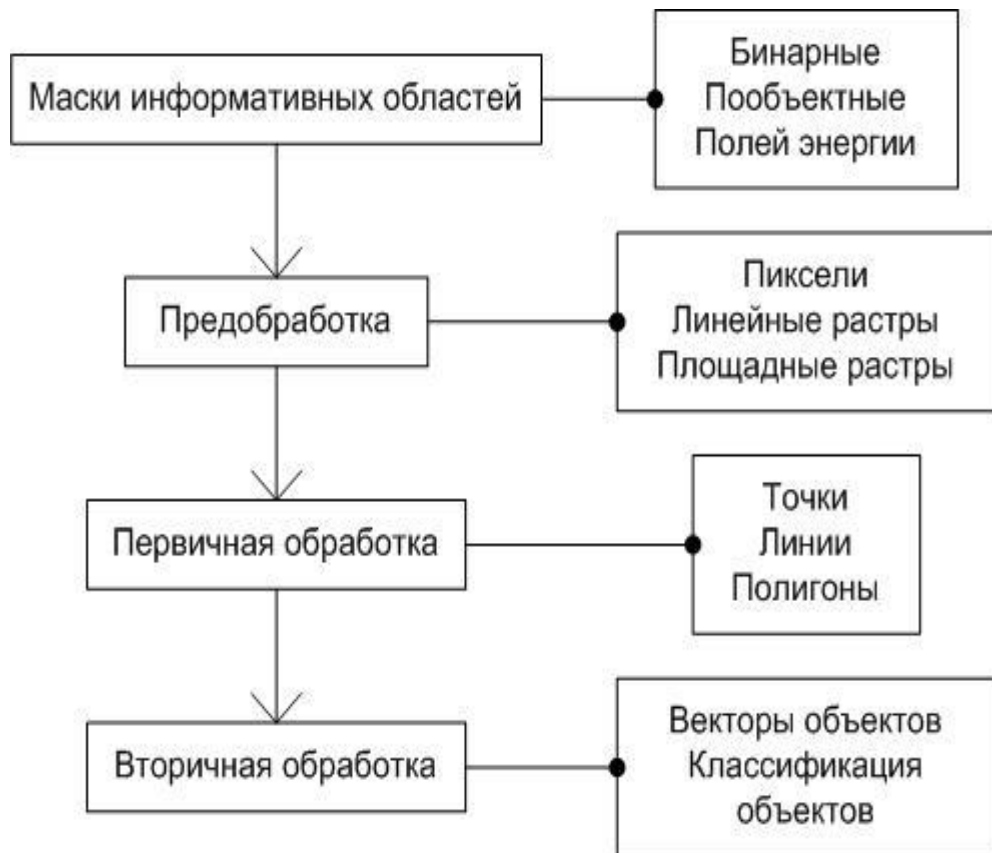 Маски информативных областей
Бинарные
Пообъектные
Полей энергии
Предобработка
Пиксели
Линейные растры
Площадные растры
Первичная обработка
Точки
Линии
Полигоны
Вторичная обработка
Векторы объектов
Классификация
объектов